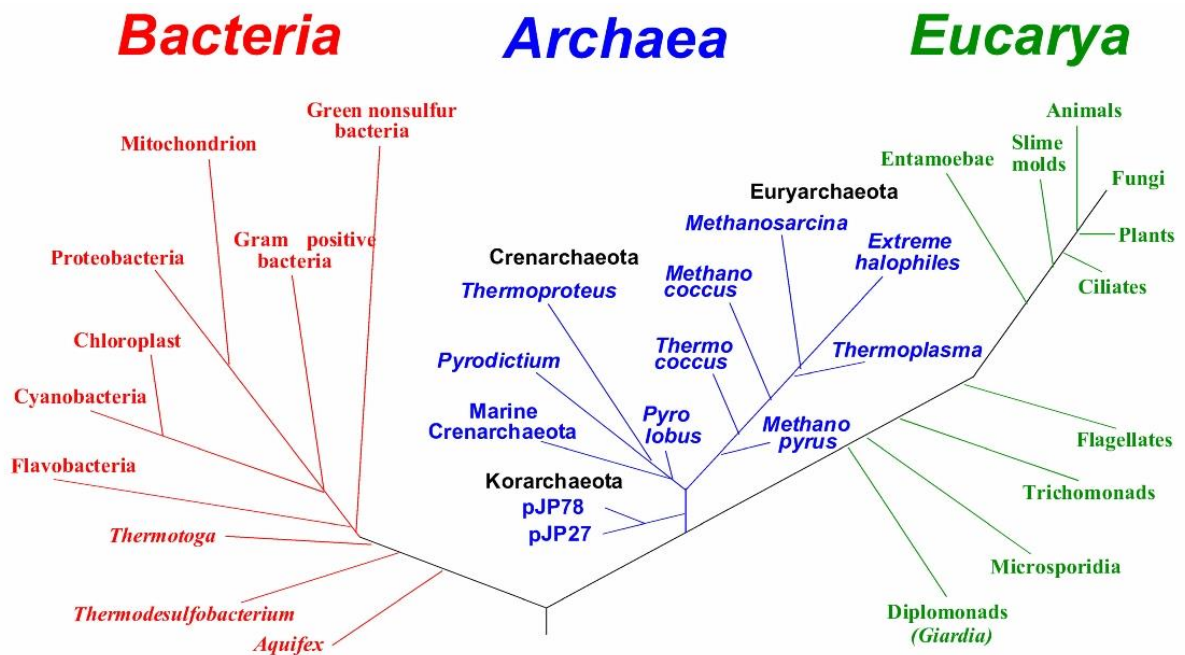 Bacteria
Archaea
Eucarya
Green nonsulfur
bacteria
Mitochondrion
Gram positive
bacteria
Proteobacteria
Chloroplast
Cyanobacteria
Flavobacteria
Thermotoga
Thermodesulfobacterium
Aquifex
Crenarchaeota
Thermoproteus
Pyrodictium
Marine
Crenarchaeota
Pyro
lobus
Korarchaeota
pJP78
pJP27
Euryarchaeota
Methanosarcina
Extreme
halophiles
Methano
coccus
Thermo
coccus
Thermoplasma
Methano
pyrus
Animals
Slime
molds
Entamoebae
Fungi
Plants
Ciliates
Flagellates
Trichomonads
Microsporidia
Diplomonads
(Giardia)